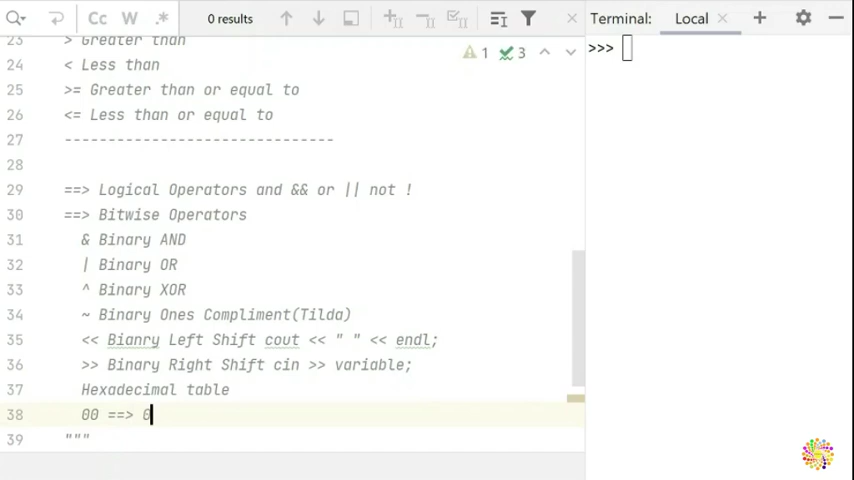 Cc W .* 0 results
Terminal: Local
23 > Greater than
24 < Less than
25 >= Greater than or equal to
26 <= Less than or equal to
27 -------------------------------
28
29 ==> Logical Operators and && or || not !
30 ==> Bitwise Operators
31 & Binary AND
32 | Binary OR
33 ^ Binary XOR
34 ~ Binary Ones Compliment(Tilda)
35 << Bianry Left Shift cout << " " << endl;
36 >> Binary Right Shift cin >> variable;
37 Hexadecimal table
38 00 ==> 0
39 """
1 3
>>>